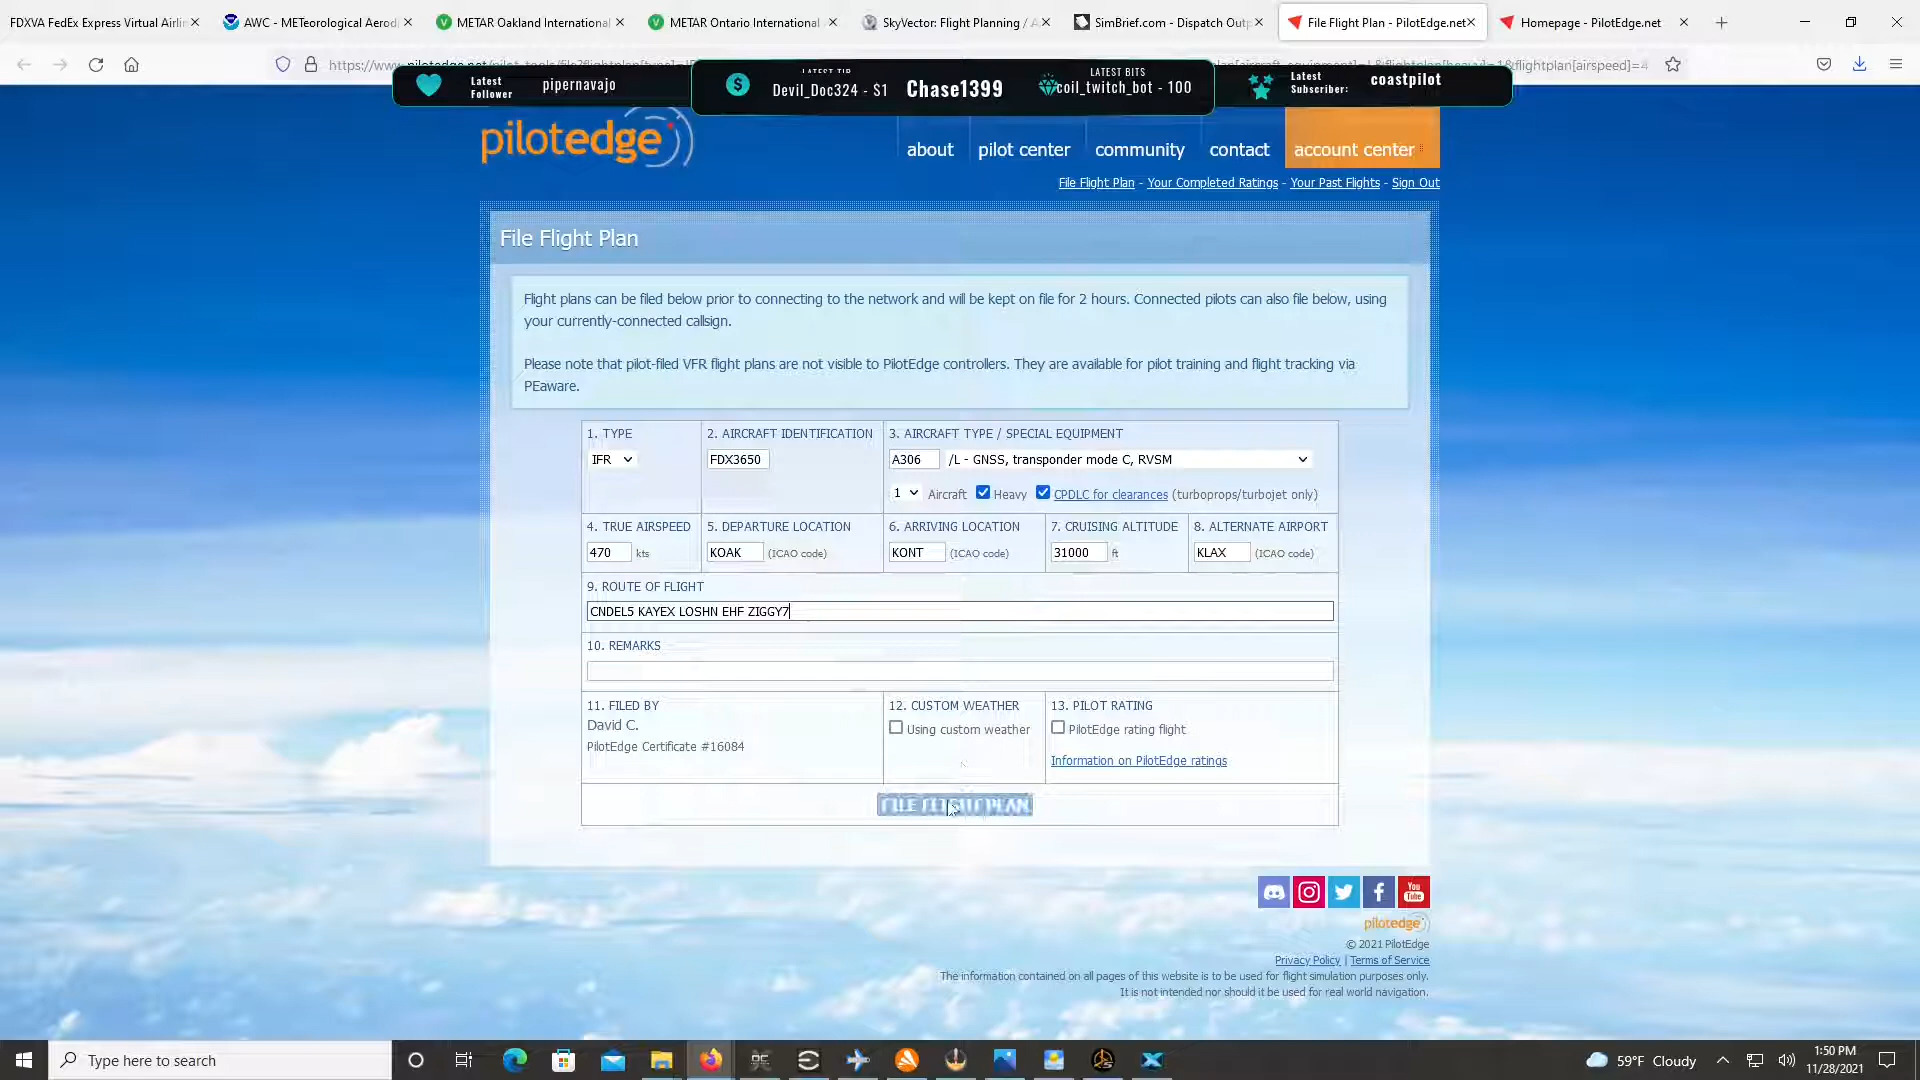 FDXVA FedEx Express Virtual Airlin
AWC - METeorological Aerod
METAR Oakland International
METAR Ontario International
SkyVector: Flight Planning / A
SimBrief.com - Dispatch Outp
File Flight Plan - PilotEdge.net
Homepage - PilotEdge.net
Latest Follower pipernavajo
LATEST TIP
Devil_Doc324 - $1
Chase1399
LATEST BITS
coil_twitch_bot - 100
Latest Subscriber: coastpilot
pilotedge
about pilot center community contact account center
File Flight Plan - Your Completed Ratings - Your Past Flights - Sign Out
File Flight Plan
Flight plans can be filed below prior to connecting to the network and will be kept on file for 2 hours. Connected pilots can also file below, using
your currently-connected callsign.
Please note that pilot-filed VFR flight plans are not visible to PilotEdge controllers. They are available for pilot training and flight tracking via
PEaware.
1. TYPE 2. AIRCRAFT IDENTIFICATION 3. AIRCRAFT TYPE / SPECIAL EQUIPMENT
IFR FDX3650 A306 /L - GNSS, transponder mode C, RVSM
1 Aircraft Heavy CPDLC for clearances (turboprops/turbojet only)
4. TRUE AIRSPEED 5. DEPARTURE LOCATION 6. ARRIVING LOCATION 7. CRUISING ALTITUDE 8. ALTERNATE AIRPORT
470 kts KOAK (ICAO code) KONT (ICAO code) 31000 ft KLAX (ICAO code)
9. ROUTE OF FLIGHT
CNDEL5 KAYEX LOSHN EHF ZIGGY7
10. REMARKS
11. FILED BY 12. CUSTOM WEATHER 13. PILOT RATING
David C. Using custom weather PilotEdge rating flight
PilotEdge Certificate #16084
Information on PilotEdge ratings
FILE FLIGHT PLAN
You Tube
pilotedge
© 2021 PilotEdge
Privacy Policy | Terms of Service
The information contained on all pages of this website is to be used for flight simulation purposes only.
It is not intended nor should it be used for real world navigation.
Type here to search
59°F Cloudy
1:50 PM
11/28/2021